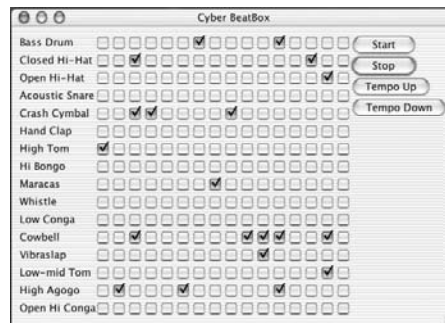 Cyber BeatBox
Bass Drum
Closed Hi-Hat
Open Hi-Hat
Acoustic Snare
Crash Cymbal
Hand Clap
High Tom
Hi Bongo
Maracas
Whistle
Low Conga
Cowbell
Vibraslap
Low-mid Tom
High Agogo
Open Hi Conga
Start
Stop
Tempo Up
Tempo Down